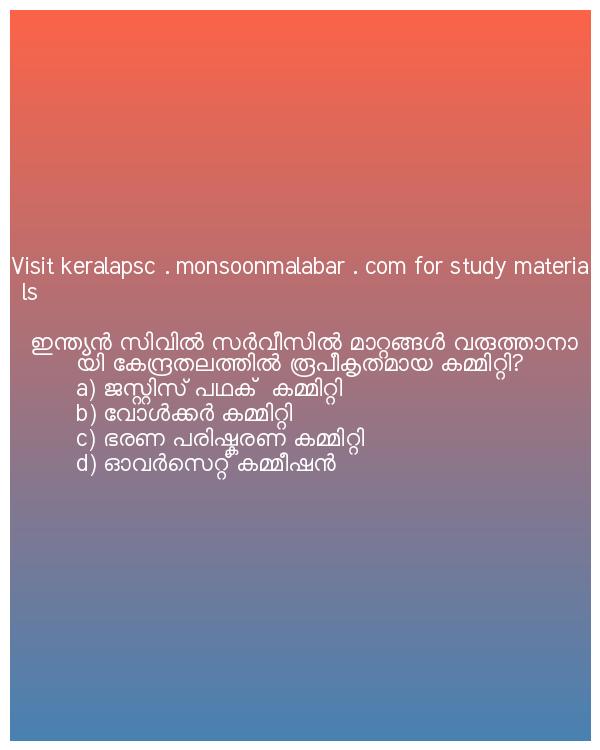 Visit keralapsc . monsoonmalabar . com for study materia
ls
ഇന്ത്യൻ സിവിൽ സർവീസിൽ മാറ്റങ്ങൾ വരുത്താനാ
യി കേന്ദ്രതലത്തിൽ രൂപീകൃതമായ കമ്മിറ്റി?
a) ജസ്റ്റിസ് പഥക് കമ്മിറ്റി
b) വോൾക്കർ കമ്മിറ്റി
c) ഭരണ പരിഷ്കരണ കമ്മിറ്റി
d) ഓവർസെറ്റ് കമ്മീഷൻ